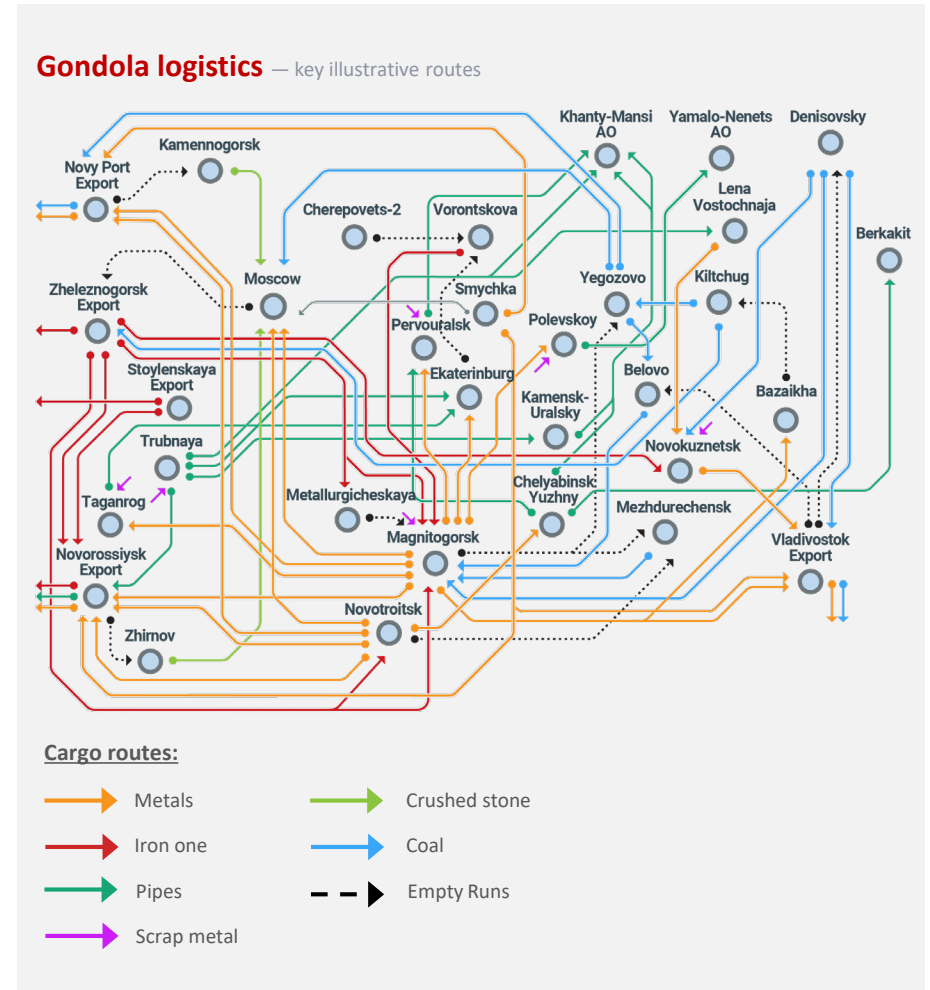 Gondola logistics — key illustrative routes
Khanty-Mansi
AO
Yamalo-Nenets
AO
Denisovsky
Kamennogorsk
Novy Port
Export
Lena
Vostochnaja
Cherepovets-2
Vorontskova
Berkakit
Moscow
Yegozovo
Kiltchug
Zheleznogorsk
Export
Smychka
Pervouralsk
Polevskoy
Stoylenskaya
Export
Ekaterinburg
Belovo
Bazaikha
Kamensk-
Uralsky
Trubnaya
Novokuznetsk
Taganrog
Metallurgicheskaya
Chelyabinsk
Yuzhny
Mezhdurechensk
Magnitogorsk
Vladivostok
Export
Novorossiysk
Export
Novotroitsk
Zhirnov
Cargo routes:
Metals
Crushed stone
Iron one
Coal
Pipes
Empty Runs
Scrap metal